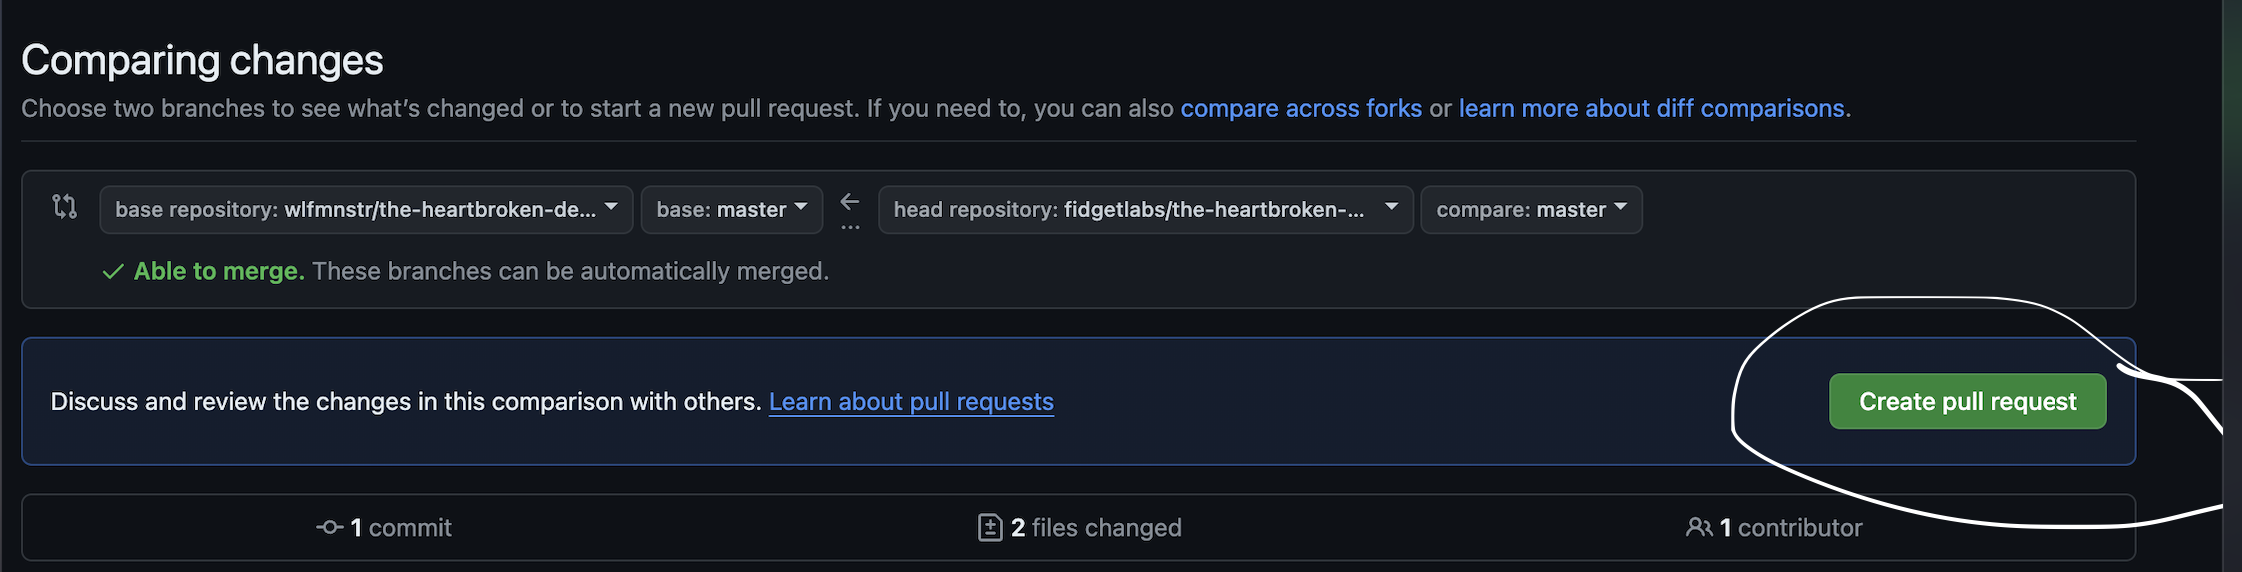 Comparing changes
Choose two branches to see what’s changed or to start a new pull request. If you need to, you can also compare across forks or learn more about diff comparisons.
base repository: wlfmnstr/the-heartbroken-de... base: master ... head repository: fidgetlabs/the-heartbroken-... compare: master
Able to merge. These branches can be automatically merged.
Discuss and review the changes in this comparison with others. Learn about pull requests Create pull request
1 commit 2 files changed 1 contributor